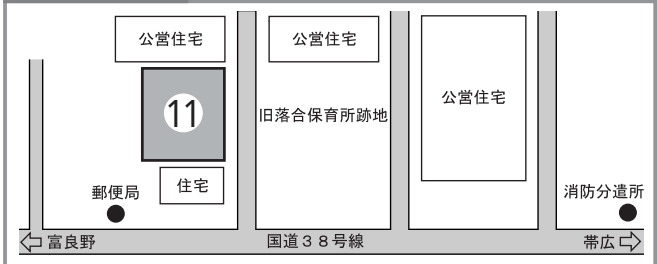 公営住宅
公営住宅
公営住宅
11
旧落合保育所跡地
住宅
郵便局
消防分遣所
富良野
国道38号線
帯広